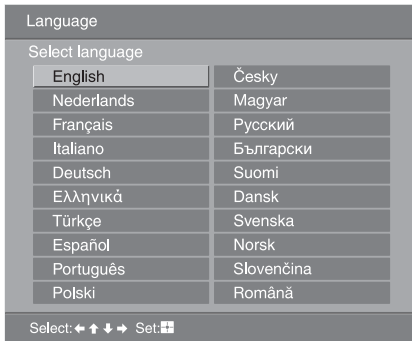 Language
Select language
English
Nederlands
Français
Italiano
Deutsch
Ελληνικά
Türkçe
Español
Português
Polski
Česky
Magyar
Русский
Български
Suomi
Dansk
Svenska
Norsk
Slovenčina
Română
Select: Set: